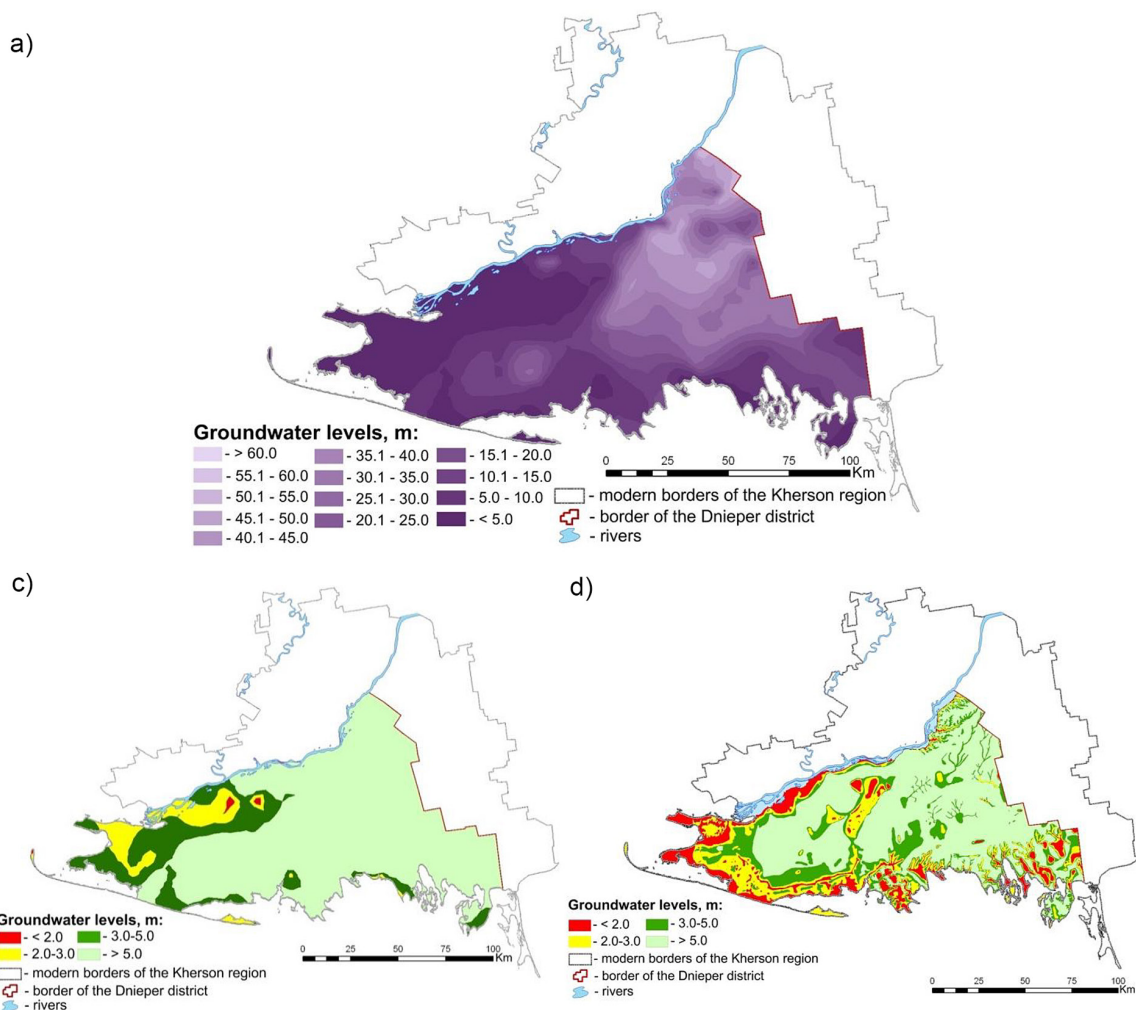 a)
Groundwater levels, m:
- > 60.0
- 55.1 - 60.0
- 50.1 - 55.0
- 45.1 - 50.0
- 40.1 - 45.0
- 35.1 - 40.0
- 30.1 - 35.0
- 25.1 - 30.0
- 20.1 - 25.0
- 15.1 - 20.0
- 10.1 - 15.0
- 5.0 - 10.0
- < 5.0
0 25 50 75 100
Km
- modern borders of the Kherson region
- border of the Dnieper district
- rivers
c)
Groundwater levels, m:
- < 2.0
- 2.0-3.0
- 3.0-5.0
- > 5.0
- modern borders of the Kherson region
- border of the Dnieper district
- rivers
0 25 50 75 100
Km
d)
Groundwater levels, m:
- < 2.0
- 2.0-3.0
- 3.0-5.0
- > 5.0
- modern borders of the Kherson region
- border of the Dnieper district
- rivers
0 25 50 75 100
Km